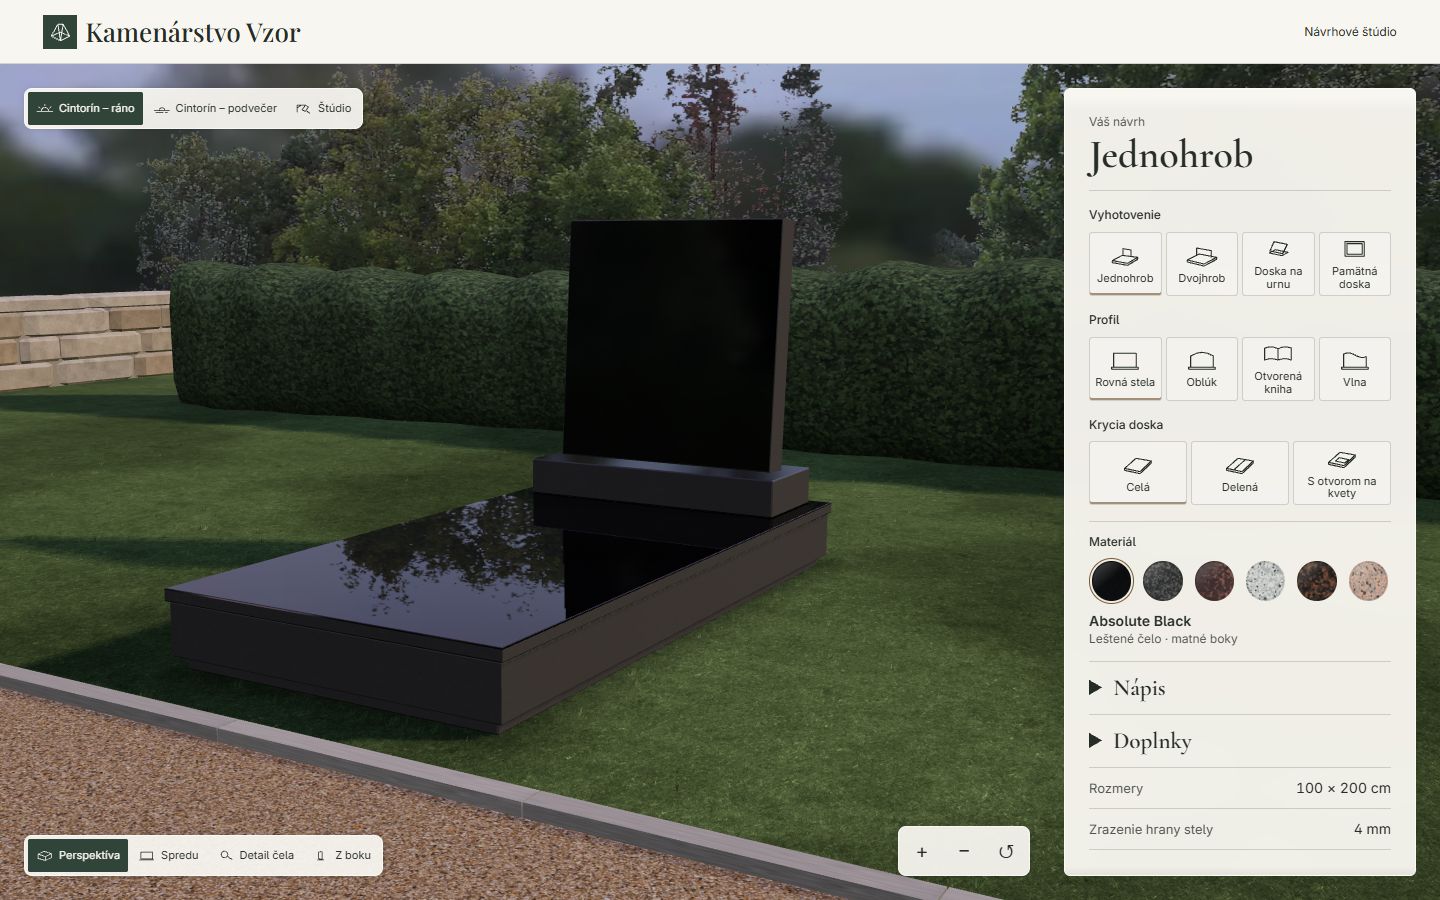 Kamenárstvo Vzor
Návrhové štúdio
Cintorín – ráno
Cintorín – podvečer
Štúdio
Váš návrh
Jednohrob
Vyhotovenie
Jednohrob
Dvojhrob
Doska na
urnu
Pamätná
doska
Profil
Rovná stela
Oblúk
Otvorená
kniha
Vlna
Krycia doska
Celá
Delená
S otvorom na
kvety
Materiál
Absolute Black
Leštené čelo · matné boky
Nápis
Doplnky
Rozmery
100 × 200 cm
Zrazenie hrany stely
4 mm
Perspektíva
Spredu
Detail čela
Z boku